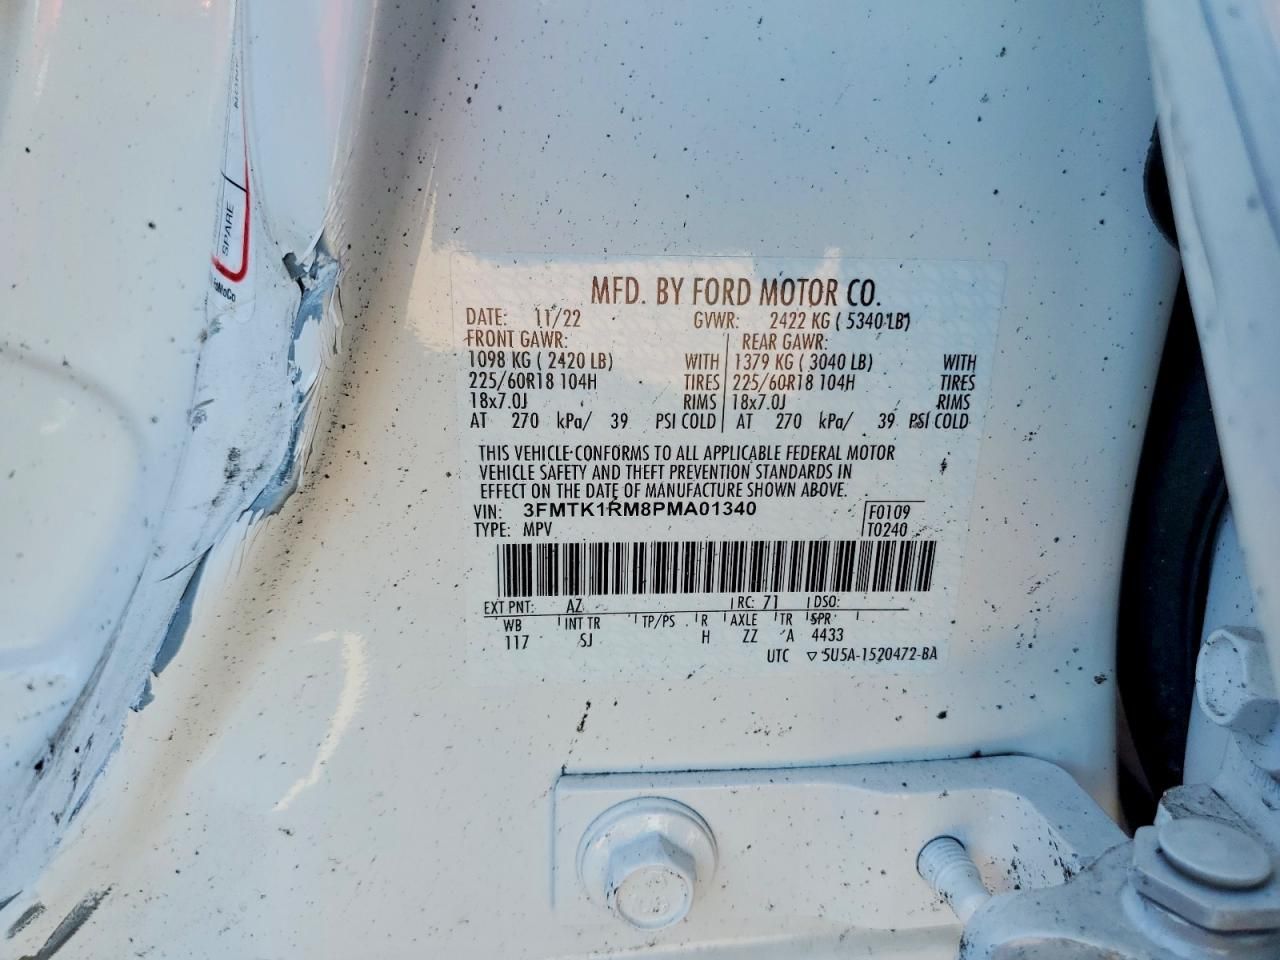 SPARE
MFD. BY FORD MOTOR CO.
DATE: 11/22 GVWR: 2422 KG ( 5340 LB)
FRONT GAWR: REAR GAWR:
1098 KG ( 2420 LB) WITH 1379 KG ( 3040 LB) WITH
225/60R18 104H TIRES 225/60R18 104H TIRES
18x7.0J RIMS 18x7.0J RIMS
AT 270 kPa/ 39 PSI COLD AT 270 kPa/ 39 PSI COLD
THIS VEHICLE CONFORMS TO ALL APPLICABLE FEDERAL MOTOR
VEHICLE SAFETY AND THEFT PREVENTION STANDARDS IN
EFFECT ON THE DATE OF MANUFACTURE SHOWN ABOVE.
VIN: 3FMTK1RM8PMA01340 F0109
TYPE: MPV T0240
EXT PNT: AZ RC: 71 DSO:
WB INT TR TP/PS R AXLE TR SPR
117 SJ H ZZ A 4433
UTC ▽ 5U5A-1520472-BA